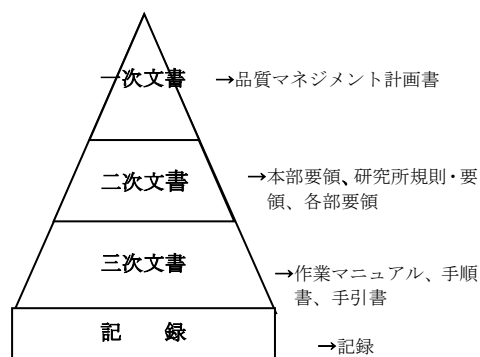 一次文書 →品質マネジメント計画書
二次文書 →本部要領、研究所規則・要
領、各部要領
三次文書 →作業マニュアル、手順
書、手引書
記　録 →記録